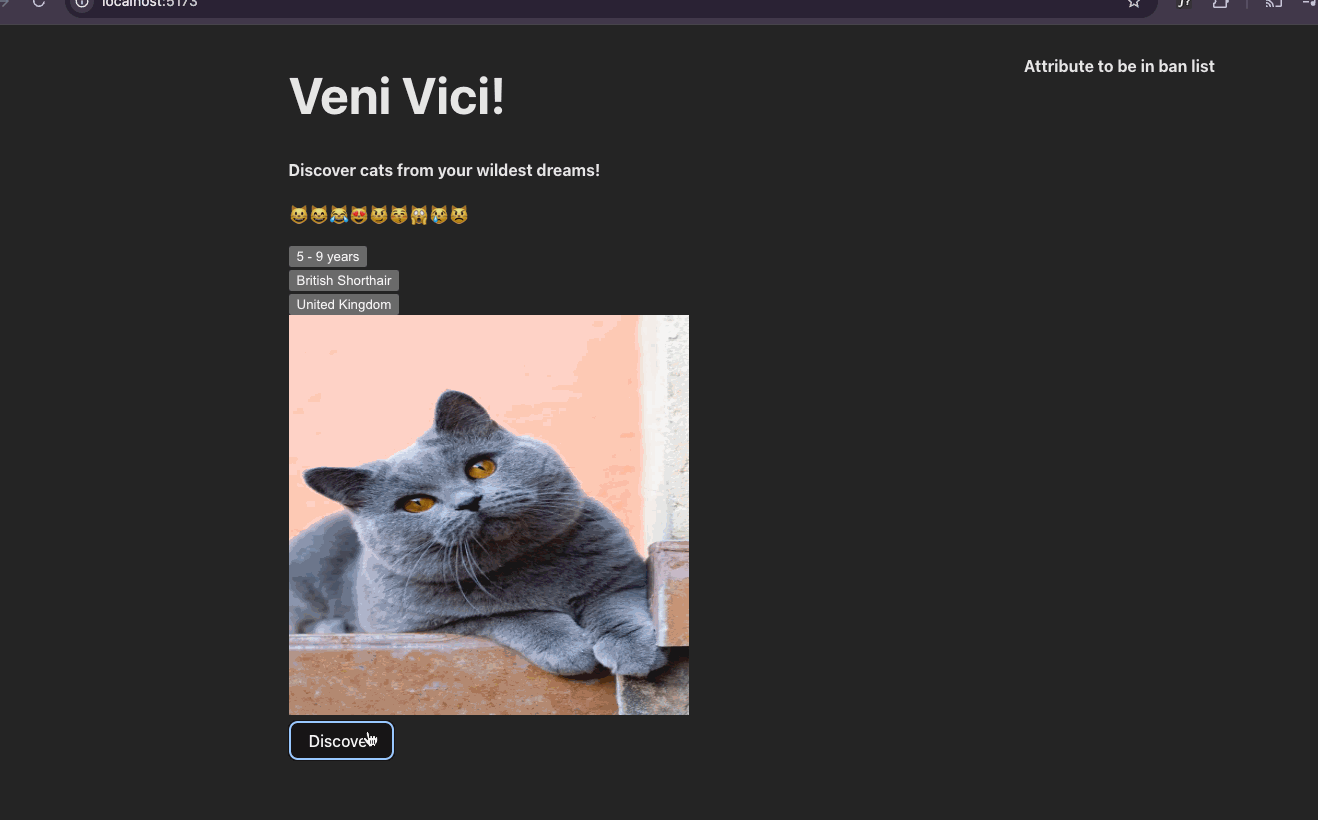 localhost:5173
Attribute to be in ban list
Veni Vici!
Discover cats from your wildest dreams!
5 - 9 years
British Shorthair
United Kingdom
Discover